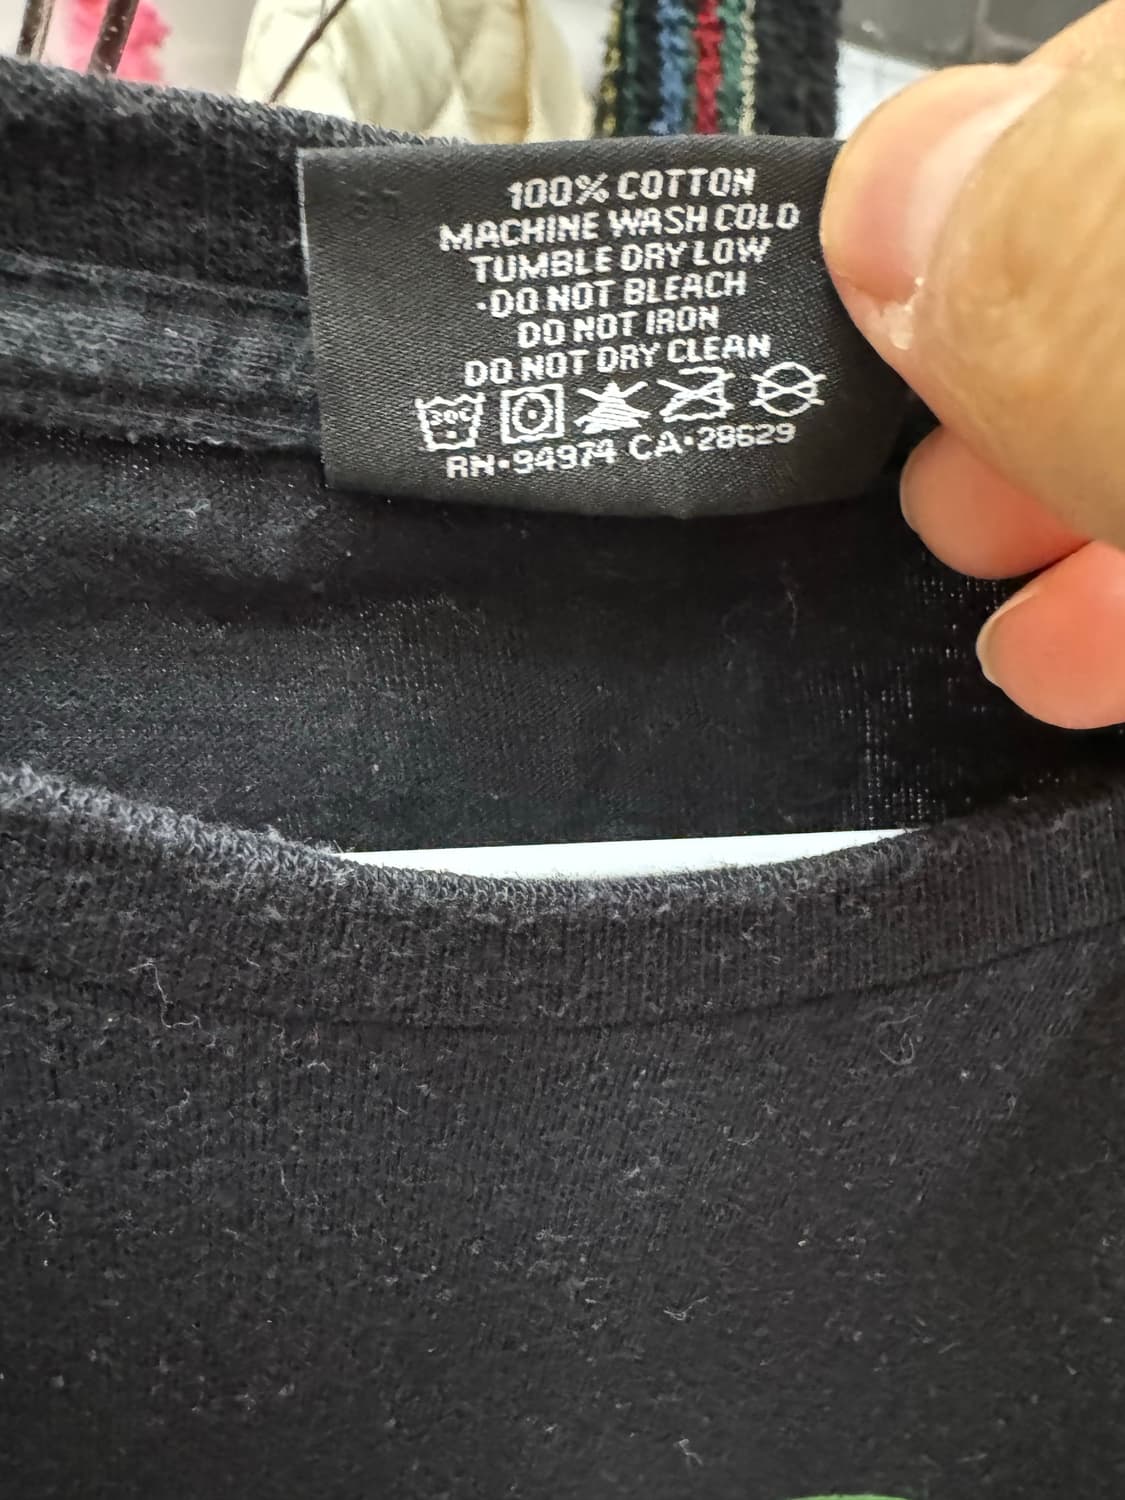 100% COTTON
MACHINE WASH COLD
TUMBLE DRY LOW
·DO NOT BLEACH
DO NOT IRON
DO NOT DRY CLEAN
30C
RN·94974 CA·28629